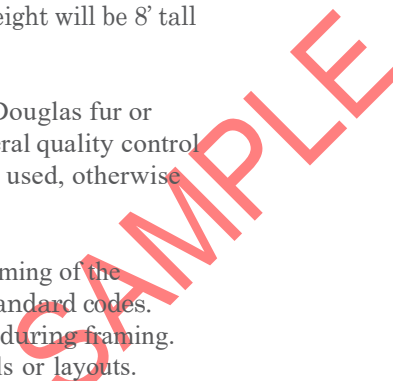 eight will be 8’ tall
Douglas fur or
eral quality control
used, otherwise
ming of the
andard codes.
during framing.
ls or layouts.
SAMPLE